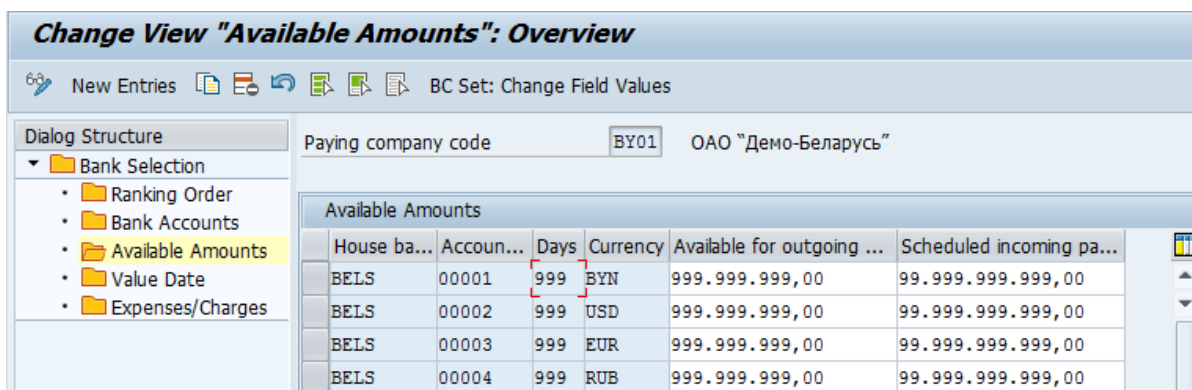 Change View "Available Amounts": Overview
New Entries BC Set: Change Field Values
Dialog Structure
Bank Selection
Ranking Order
Bank Accounts
Available Amounts
Value Date
Expenses/Charges
Paying company code BY01 ОАО “Демо-Беларусь”
Available Amounts
House ba... Accoun... Days Currency Available for outgoing ... Scheduled incoming pa...
BELS 00001 999 BYN 999.999.999,00 99.999.999.999,00
BELS 00002 999 USD 999.999.999,00 99.999.999.999,00
BELS 00003 999 EUR 999.999.999,00 99.999.999.999,00
BELS 00004 999 RUB 999.999.999,00 99.999.999.999,00